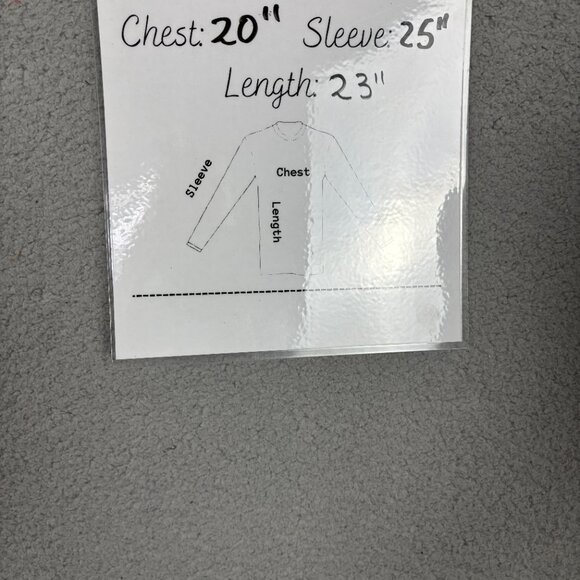 Chest: 20" Sleeve: 25"
Length: 23"
Sleeve
Chest
Length